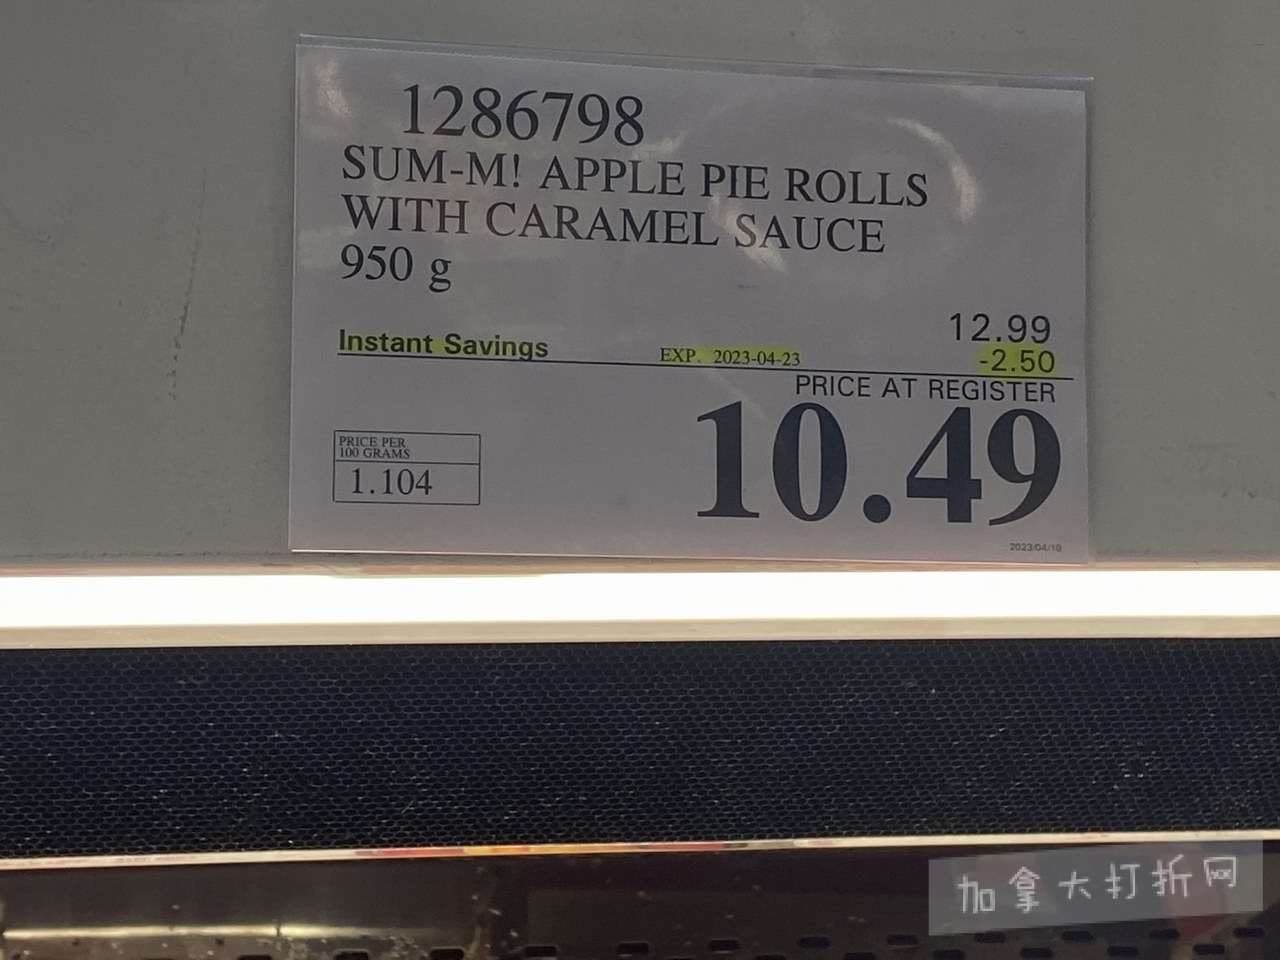 1286798
SUM-M! APPLE PIE ROLLS
WITH CARAMEL SAUCE
950 g
12.99
Instant Savings EXP. 2023-04-23 -2.50
PRICE AT REGISTER
10.49
PRICE PER
100 GRAMS
1.104
2023/04/10
加拿大打折网